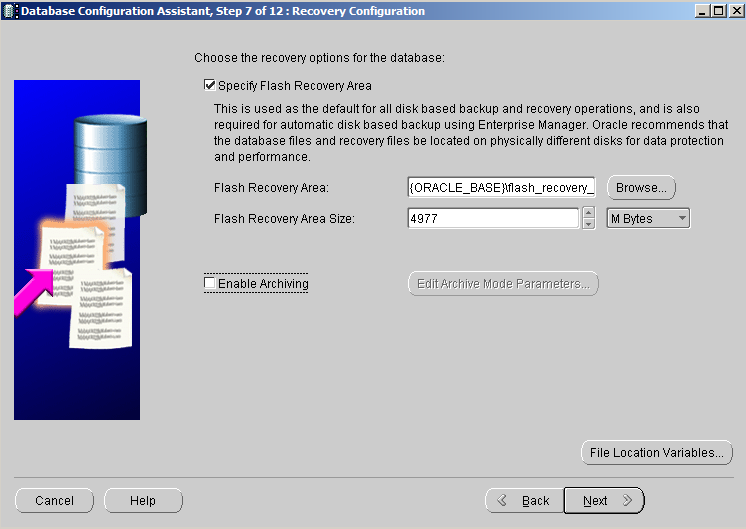 Database Configuration Assistant, Step 7 of 12 : Recovery Configuration
Choose the recovery options for the database:
Specify Flash Recovery Area
This is used as the default for all disk based backup and recovery operations, and is also
required for automatic disk based backup using Enterprise Manager. Oracle recommends that
the database files and recovery files be located on physically different disks for data protection
and performance.
Flash Recovery Area: {ORACLE_BASE}\flash_recovery_ Browse...
Flash Recovery Area Size: 4977 M Bytes
Enable Archiving Edit Archive Mode Parameters...
File Location Variables...
Cancel Help Back Next